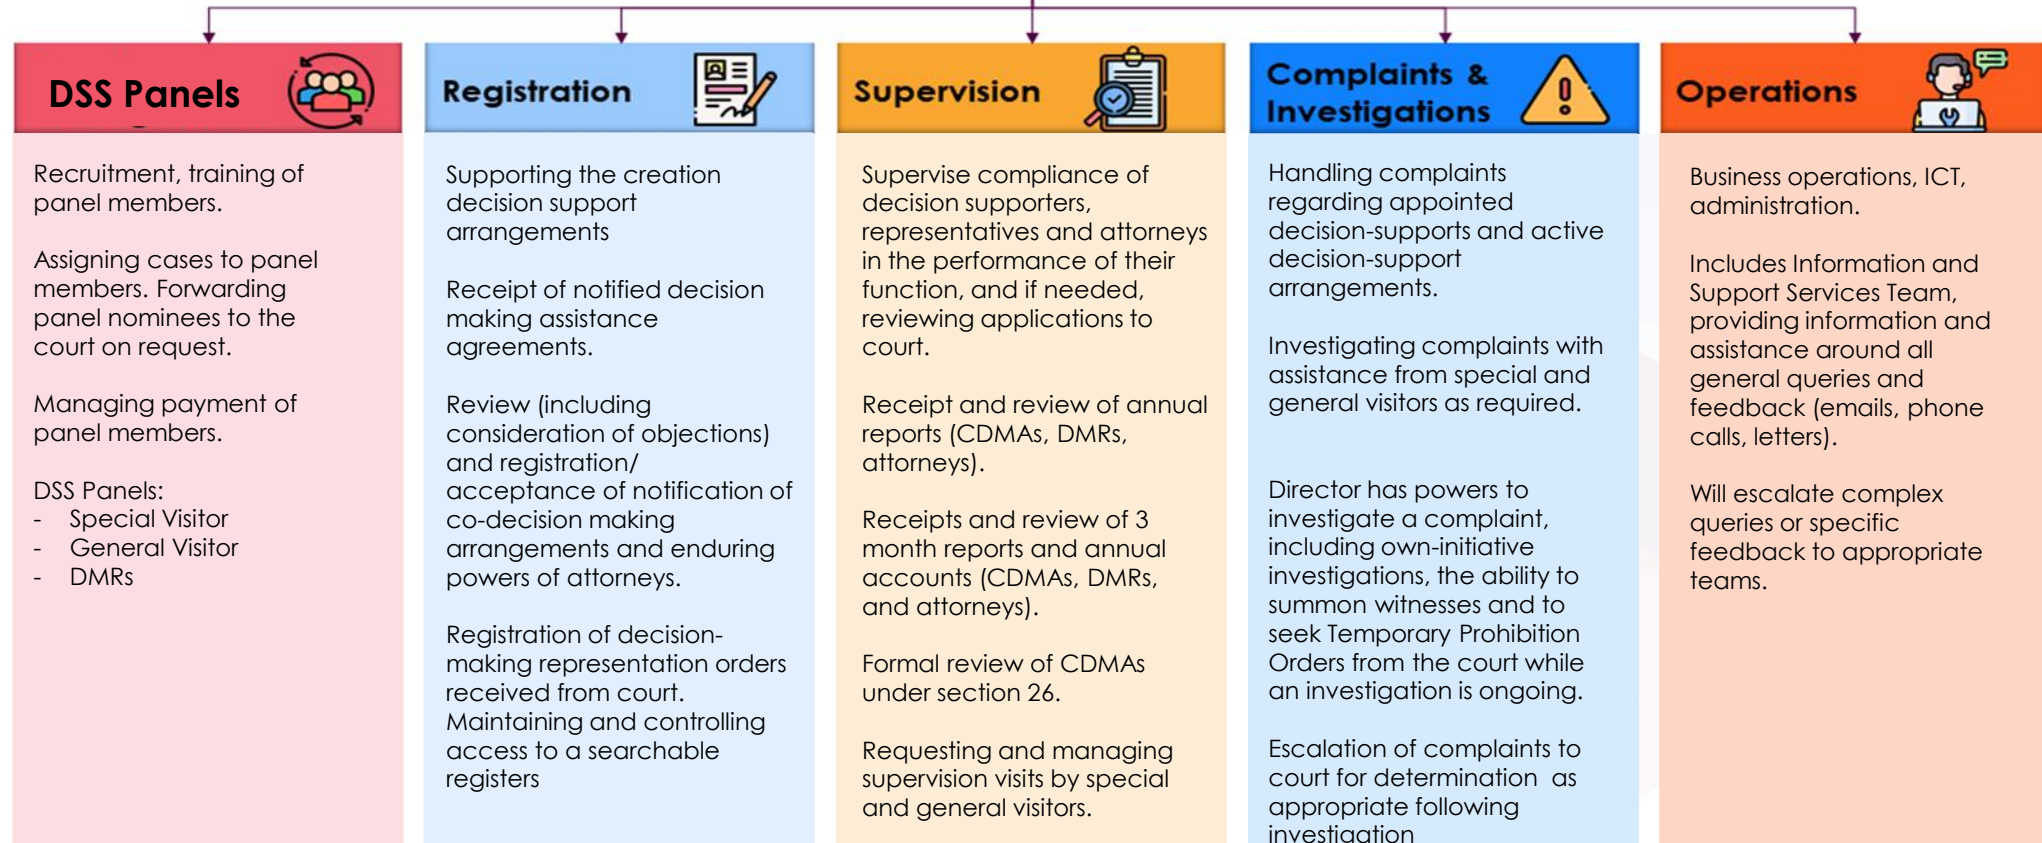 DSS Panels
Recruitment, training of
panel members.
Assigning cases to panel
members. Forwarding
panel nominees to the
court on request.
Managing payment of
panel members.
DSS Panels:
- Special Visitor
- General Visitor
- DMRs
Registration
Supporting the creation
decision support
arrangements
Receipt of notified decision
making assistance
agreements.
Review (including
consideration of objections)
and registration/
acceptance of notification of
co-decision making
arrangements and enduring
powers of attorneys.
Registration of decision-
making representation orders
received from court.
Maintaining and controlling
access to a searchable
registers
Supervision
Supervise compliance of
decision supporters,
representatives and attorneys
in the performance of their
function, and if needed,
reviewing applications to
court.
Receipt and review of annual
reports (CDMAs, DMRs,
attorneys).
Receipts and review of 3
month reports and annual
accounts (CDMAs, DMRs,
and attorneys).
Formal review of CDMAs
under section 26.
Requesting and managing
supervision visits by special
and general visitors.
Complaints &
Investigations
Handling complaints
regarding appointed
decision-supports and active
decision-support
arrangements.
Investigating complaints with
assistance from special and
general visitors as required.
Director has powers to
investigate a complaint,
including own-initiative
investigations, the ability to
summon witnesses and to
seek Temporary Prohibition
Orders from the court while
an investigation is ongoing.
Escalation of complaints to
court for determination as
appropriate following
investigation
Operations
Business operations, ICT,
administration.
Includes Information and
Support Services Team,
providing information and
assistance around all
general queries and
feedback (emails, phone
calls, letters).
Will escalate complex
queries or specific
feedback to appropriate
teams.